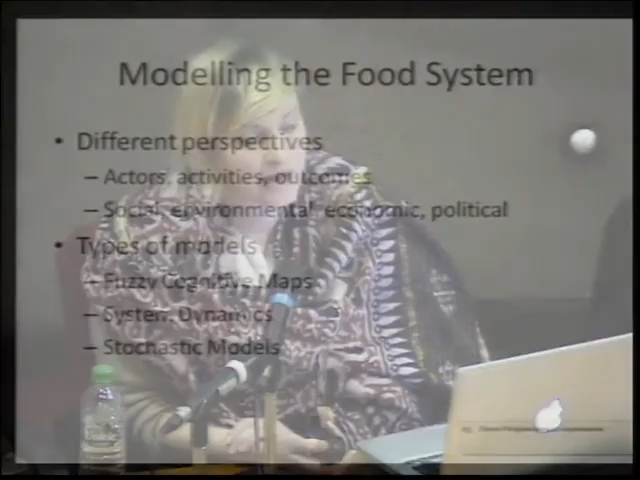 Modelling the Food System
• Different perspectives
– Actors, activities, outcomes
– Social, environmental, economic, political
• Types of models
– Fuzzy Cognitive Maps
– System Dynamics
– Stochastic Models